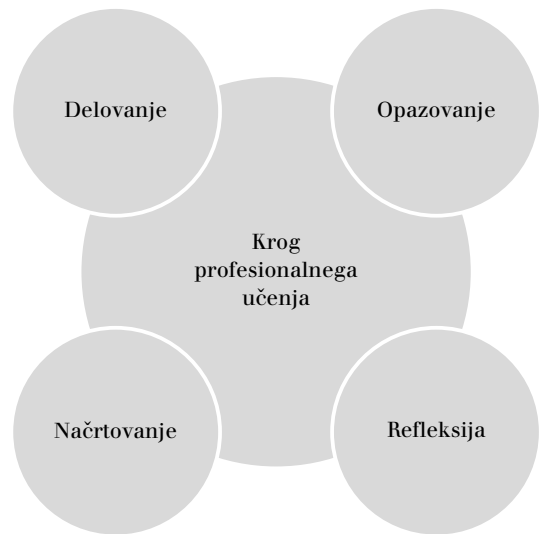 Delovanje
Opazovanje
Krog
profesionalnega
učenja
Načrtovanje
Refleksija